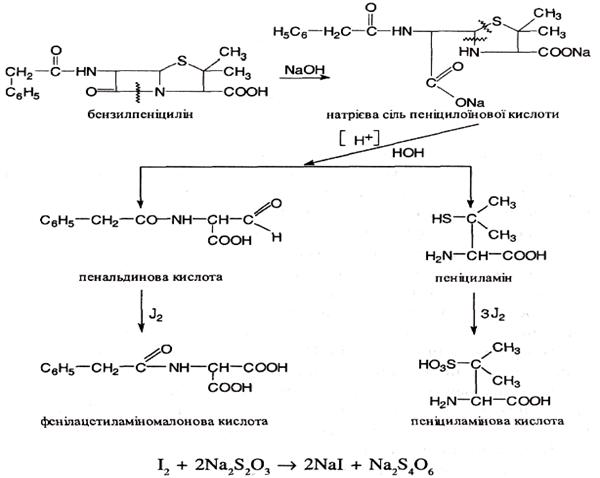 O
CH₂—C—HN
C₆H₅
S
CH₃
CH₃
O
N
COOH
бензилпеніцилін
NaOH
O
H₅C₆—H₂C—C—HN
S
CH₃
CH₃
HN
COONa
C
O
ONa
натрієва сіль пеніцилоїнової кислоти
[ H⁺]
HOH
C₆H₅—CH₂—CO—NH—CH—C
O
H
COOH
пенальдинова кислота
HS—C
CH₃
CH₃
H₂N—CH—COOH
пеніциламін
J₂
3J₂
C₆H₅—CH₂—C—NH—CH—COOH
O
COOH
фенілацетиламіномалонова кислота
HO₃S—C
CH₃
CH₃
H₂N—CH—COOH
пеніциламінова кислота
I₂ + 2Na₂S₂O₃ → 2NaI + Na₂S₄O₆